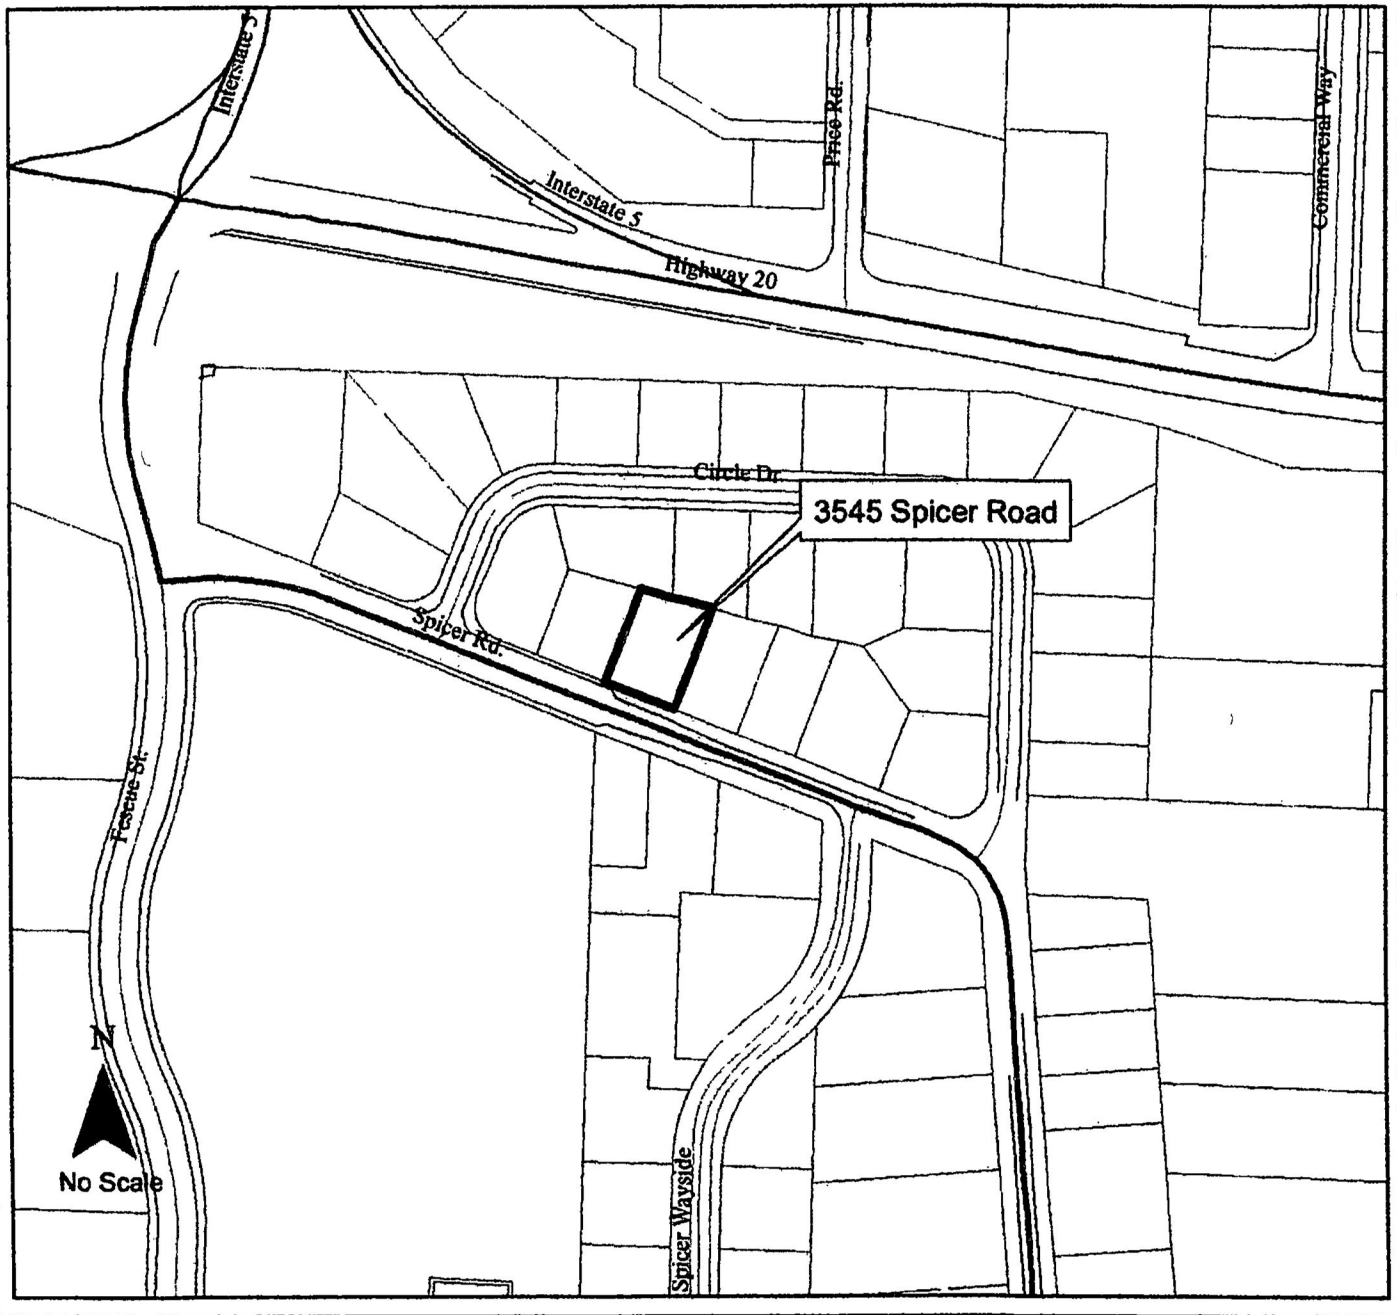 Interstate 5
Price Rd.
Commercial Way
Interstate 5
Highway 20
Circle Dr
3545 Spicer Road
Spicer Rd.
Fescue St.
N
No Scale
Spicer Wayside